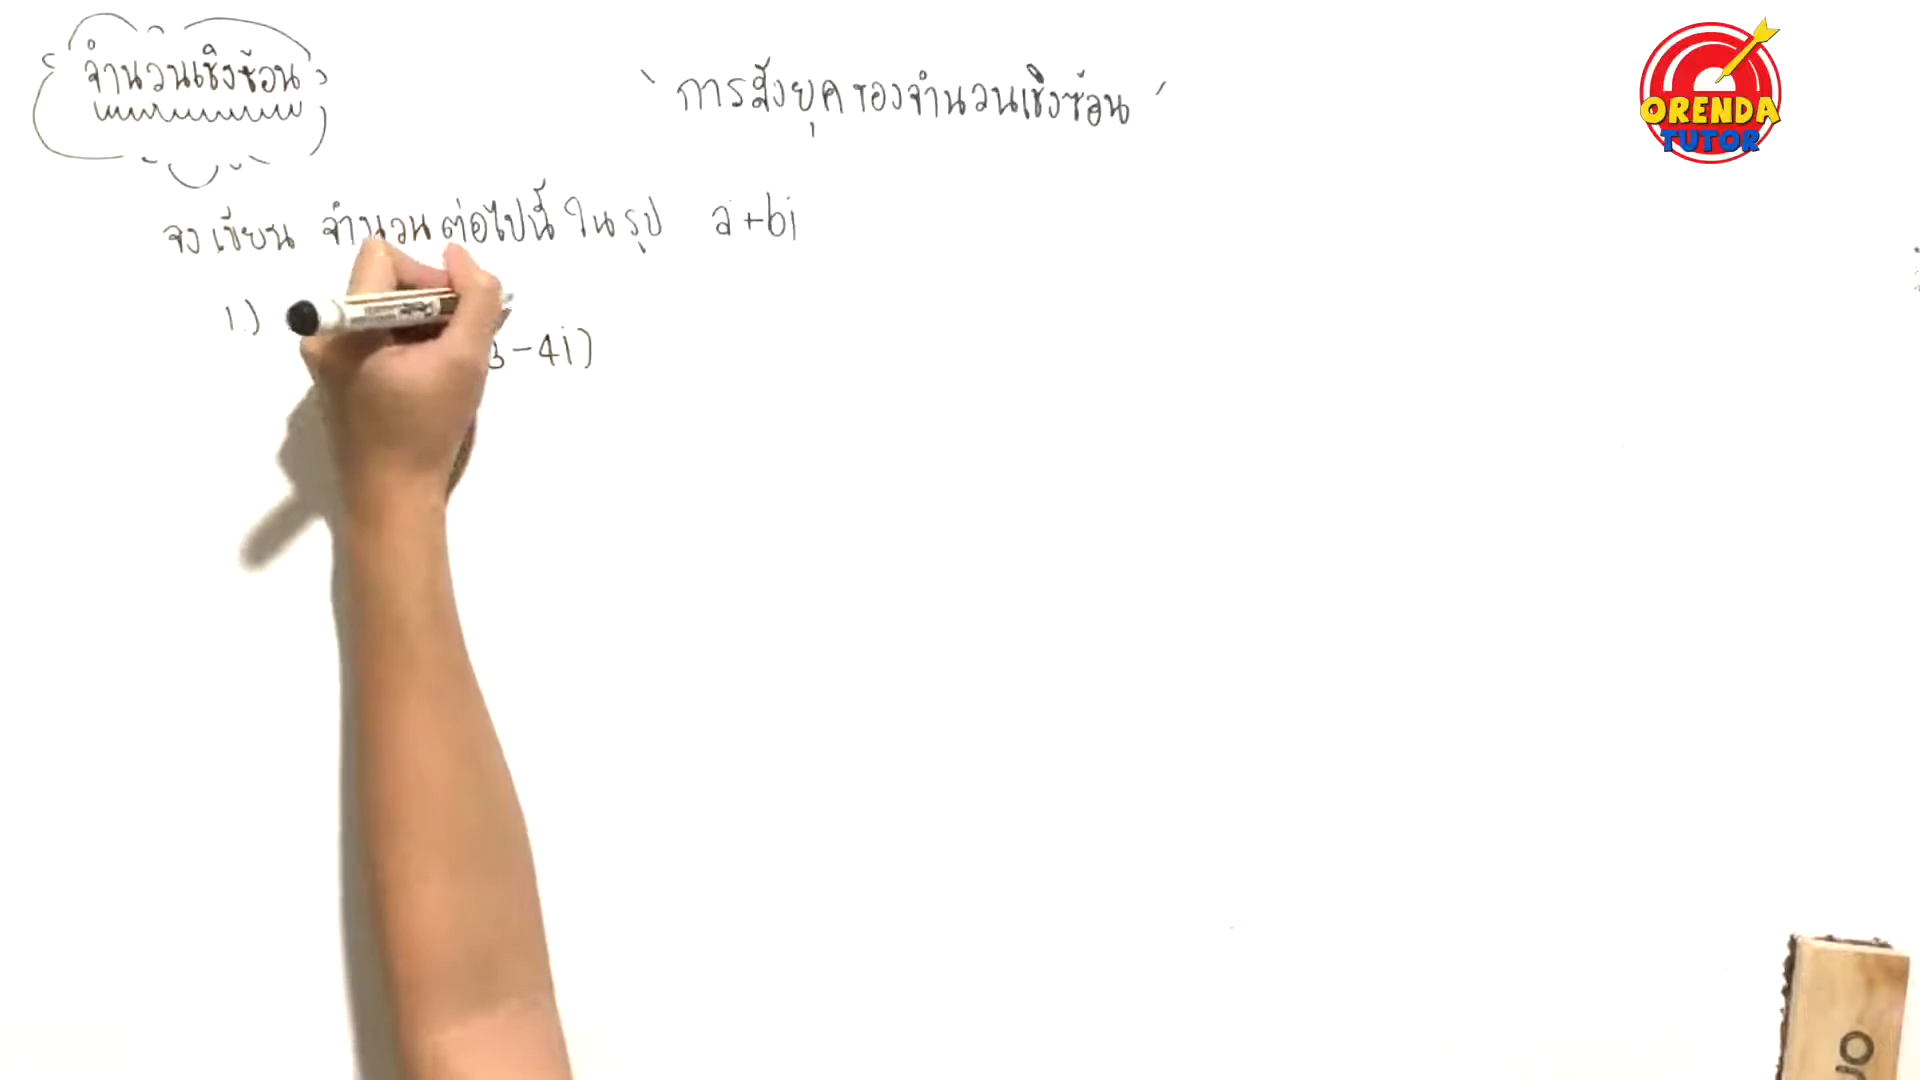 จำนวนเชิงซ้อน
` การสังยุคของจำนวนเชิงซ้อน ´
ORENDA
TUTOR
จงเขียน จำนวนต่อไปนี้ ในรูป a+bi
1.)
3-4i)